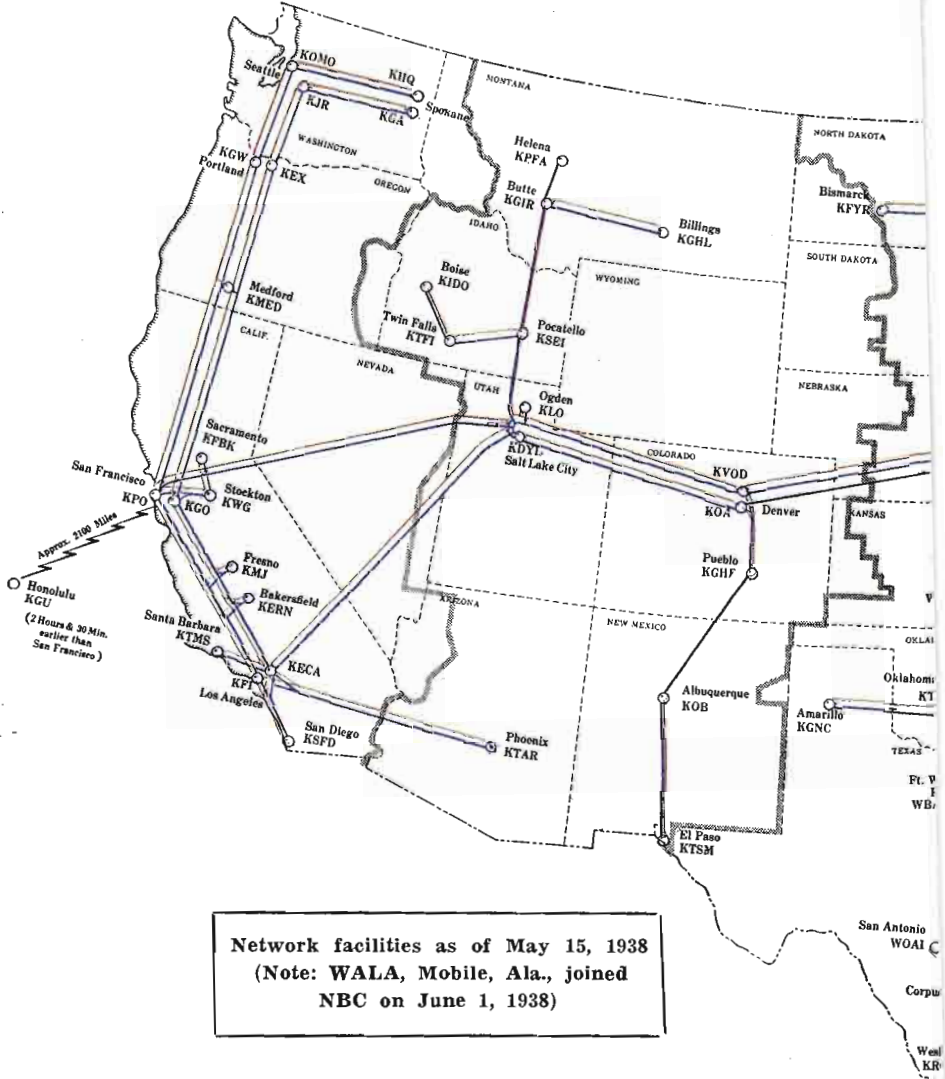 KOMO
Seattle
KHQ
KJR
KGA
Spokane
MONTANA
NORTH DAKOTA
WASHINGTON
KGW
Portland
KEX
OREGON
Helena
KPFA
Butte
KGIR
Billings
KGHL
Bismarck
KFYR
IDAHO
SOUTH DAKOTA
WYOMING
Boise
KIDO
Medford
KMED
Twin Falls
KTFI
Pocatello
KSEI
CALIF.
NEVADA
UTAH
NEBRASKA
Ogden
KLO
KDYL
Salt Lake City
COLORADO
KVOD
KOA
Denver
KANSAS
Sacramento
KFBK
San Francisco
KPO
KGO
Stockton
KWG
Approx. 2100 Miles
Honolulu
KGU
(2 Hours & 30 Min.
earlier than
San Francisco)
Fresno
KMJ
Bakersfield
KERN
Santa Barbara
KTMS
KECA
KFI
Los Angeles
San Diego
KSFD
Pueblo
KGHF
ARIZONA
NEW MEXICO
Phoenix
KTAR
Albuquerque
KOB
Amarillo
KGNC
TEXAS
El Paso
KTSM
San Antonio
WOAI
Network facilities as of May 15, 1938
(Note: WALA, Mobile, Ala., joined
NBC on June 1, 1938)